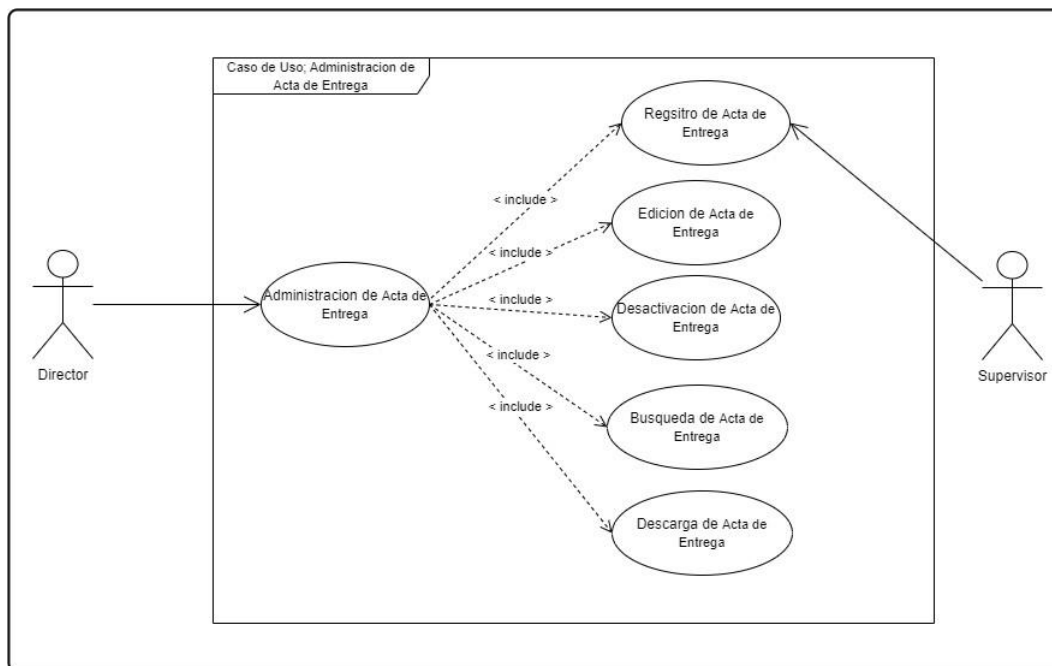 Caso de Uso; Administracion de
Acta de Entrega
Regsitro de Acta de
Entrega
< include >
Edicion de Acta de
Entrega
< include >
Administracion de Acta de
Entrega
< include >
Desactivacion de Acta de
Entrega
< include >
Busqueda de Acta de
Entrega
< include >
Descarga de Acta de
Entrega
Director
Supervisor